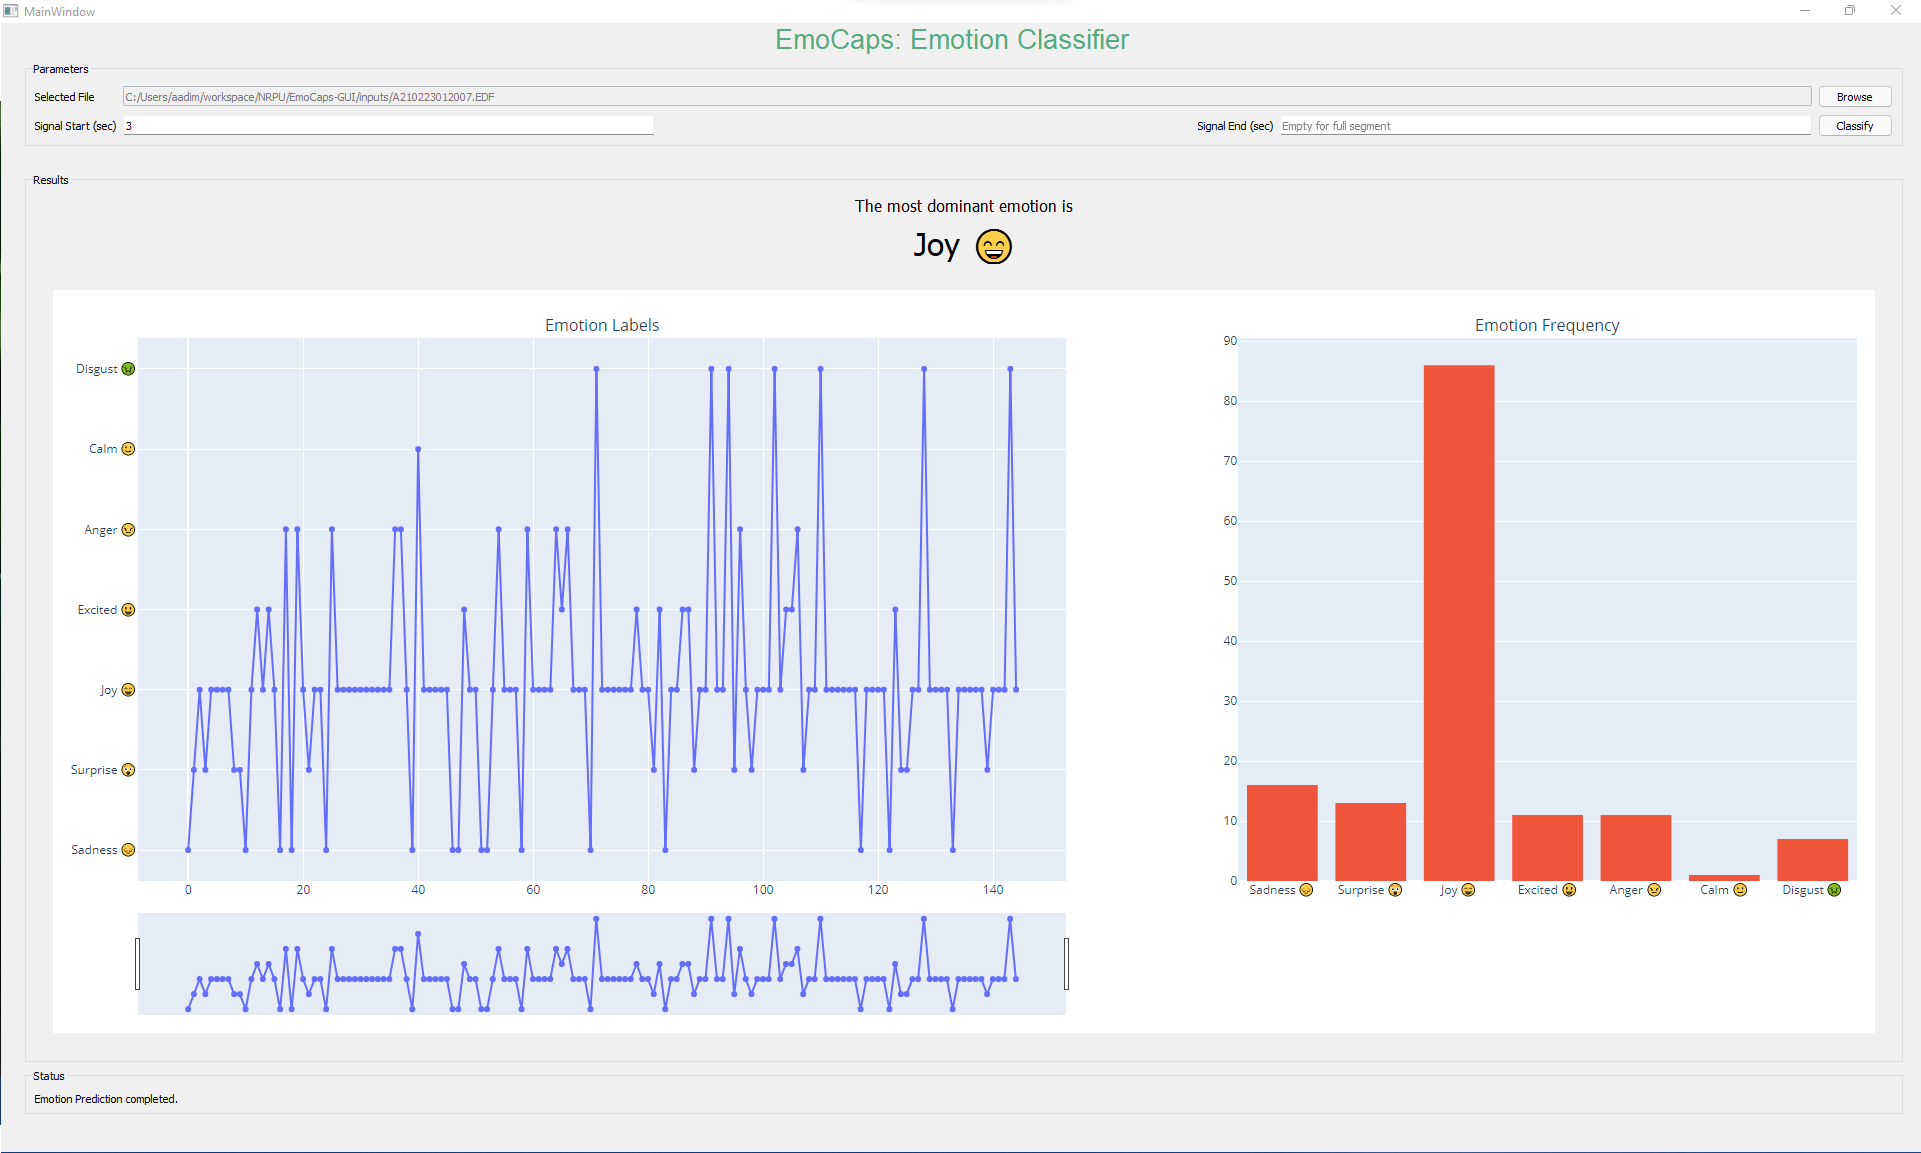 MainWindow
EmoCaps: Emotion Classifier
Parameters
Selected File C:/Users/aadim/workspace/NRPU/EmoCaps-GUI/inputs/A210223012007.EDF Browse
Signal Start (sec) 3 Signal End (sec) Empty for full segment Classify
Results
The most dominant emotion is
Joy 😄
Emotion Labels
Disgust
Calm
Anger
Excited
Joy
Surprise
Sadness
0 20 40 60 80 100 120 140
Emotion Frequency
90
80
70
60
50
40
30
20
10
0
Sadness Surprise Joy Excited Anger Calm Disgust
Status
Emotion Prediction completed.